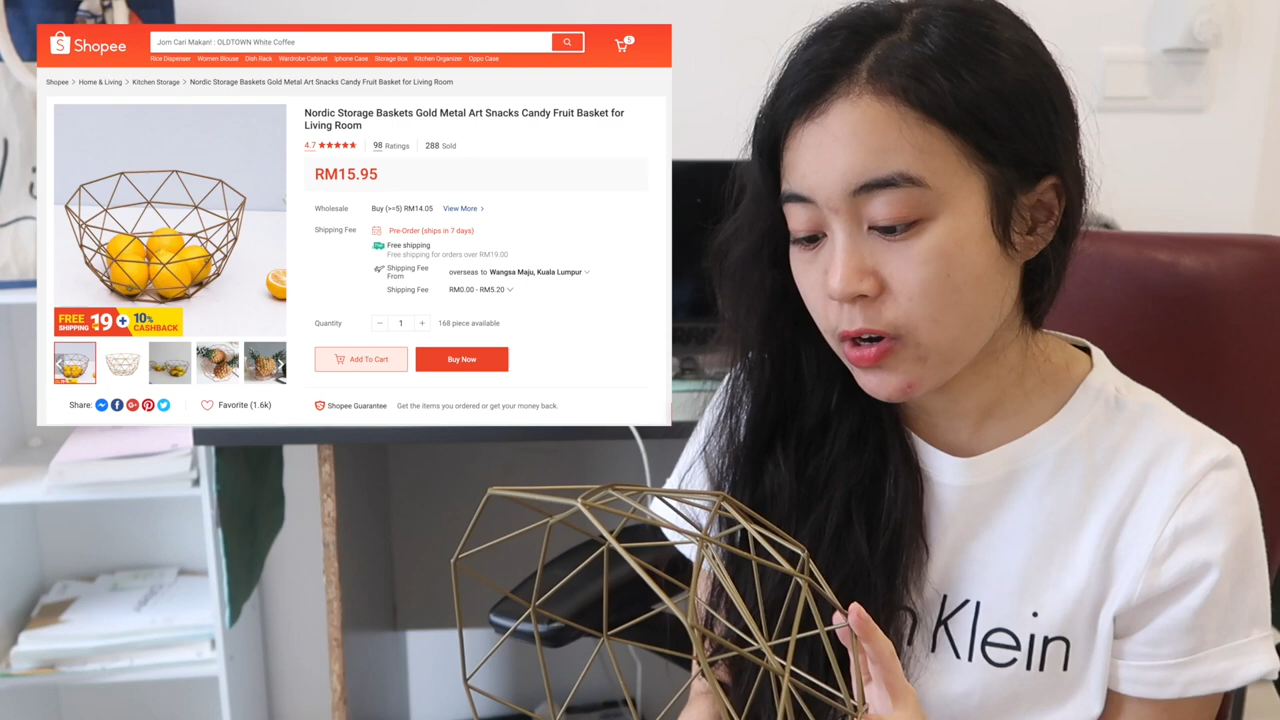 Shopee
Jom Cari Makan! : OLDTOWN White Coffee
5
Rice Dispenser Women Blouse Dish Rack Wardrobe Cabinet Iphone Case Storage Box Kitchen Organizer Oppo Case
Shopee > Home & Living > Kitchen Storage > Nordic Storage Baskets Gold Metal Art Snacks Candy Fruit Basket for Living Room
Nordic Storage Baskets Gold Metal Art Snacks Candy Fruit Basket for
Living Room
4.7 98 Ratings 288 Sold
RM15.95
Wholesale Buy (>=5) RM14.05 View More >
Shipping Fee Pre-Order (ships in 7 days)
Free shipping
Free shipping for orders over RM19.00
Shipping Fee
From
overseas to Wangsa Maju, Kuala Lumpur
Shipping Fee RM0.00 - RM5.20
Quantity - 1 + 168 piece available
Add To Cart Buy Now
FREE
SHIPPING 19 + 10%
CASHBACK
Share: Favorite (1.6k)
Shopee Guarantee Get the items you ordered or get your money back.
n Klein